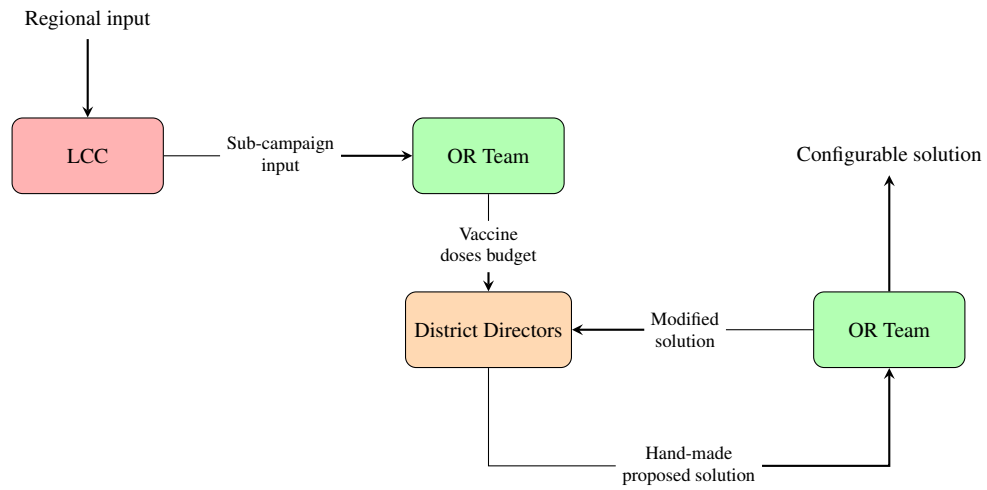 Regional input
LCC
Sub-campaign
input
OR Team
Configurable solution
Vaccine
doses budget
District Directors
Modified
solution
OR Team
Hand-made
proposed solution